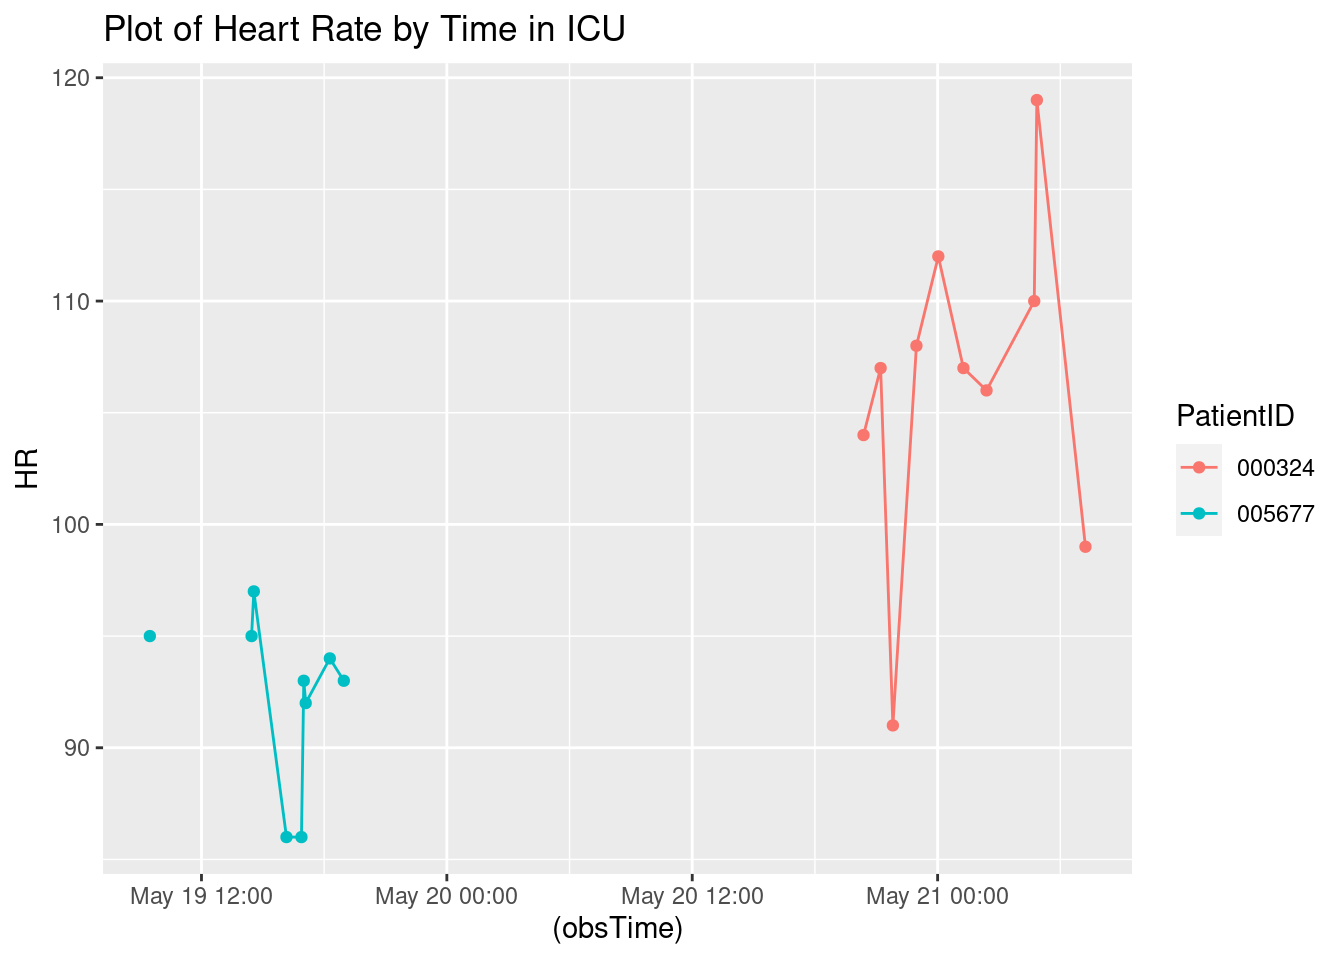 Plot of Heart Rate by Time in ICU
120
110
100
90
HR
May 19 12:00
May 20 00:00
May 20 12:00
May 21 00:00
(obsTime)
PatientID
000324
005677